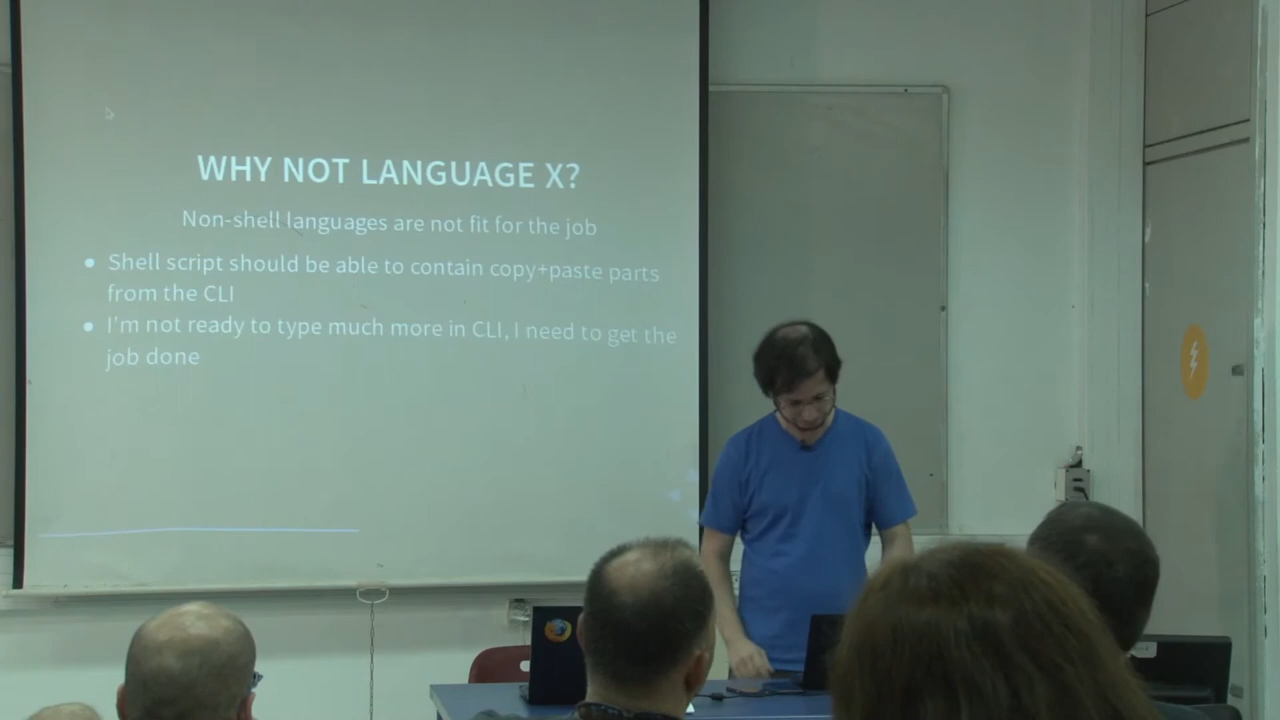 WHY NOT LANGUAGE X?
Non-shell languages are not fit for the job
● Shell script should be able to contain copy+paste parts
from the CLI
● I'm not ready to type much more in CLI, I need to get the
job done